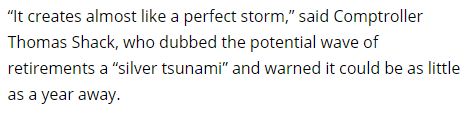 “It creates almost like a perfect storm,” said Comptroller
Thomas Shack, who dubbed the potential wave of
retirements a “silver tsunami” and warned it could be as little
as a year away.